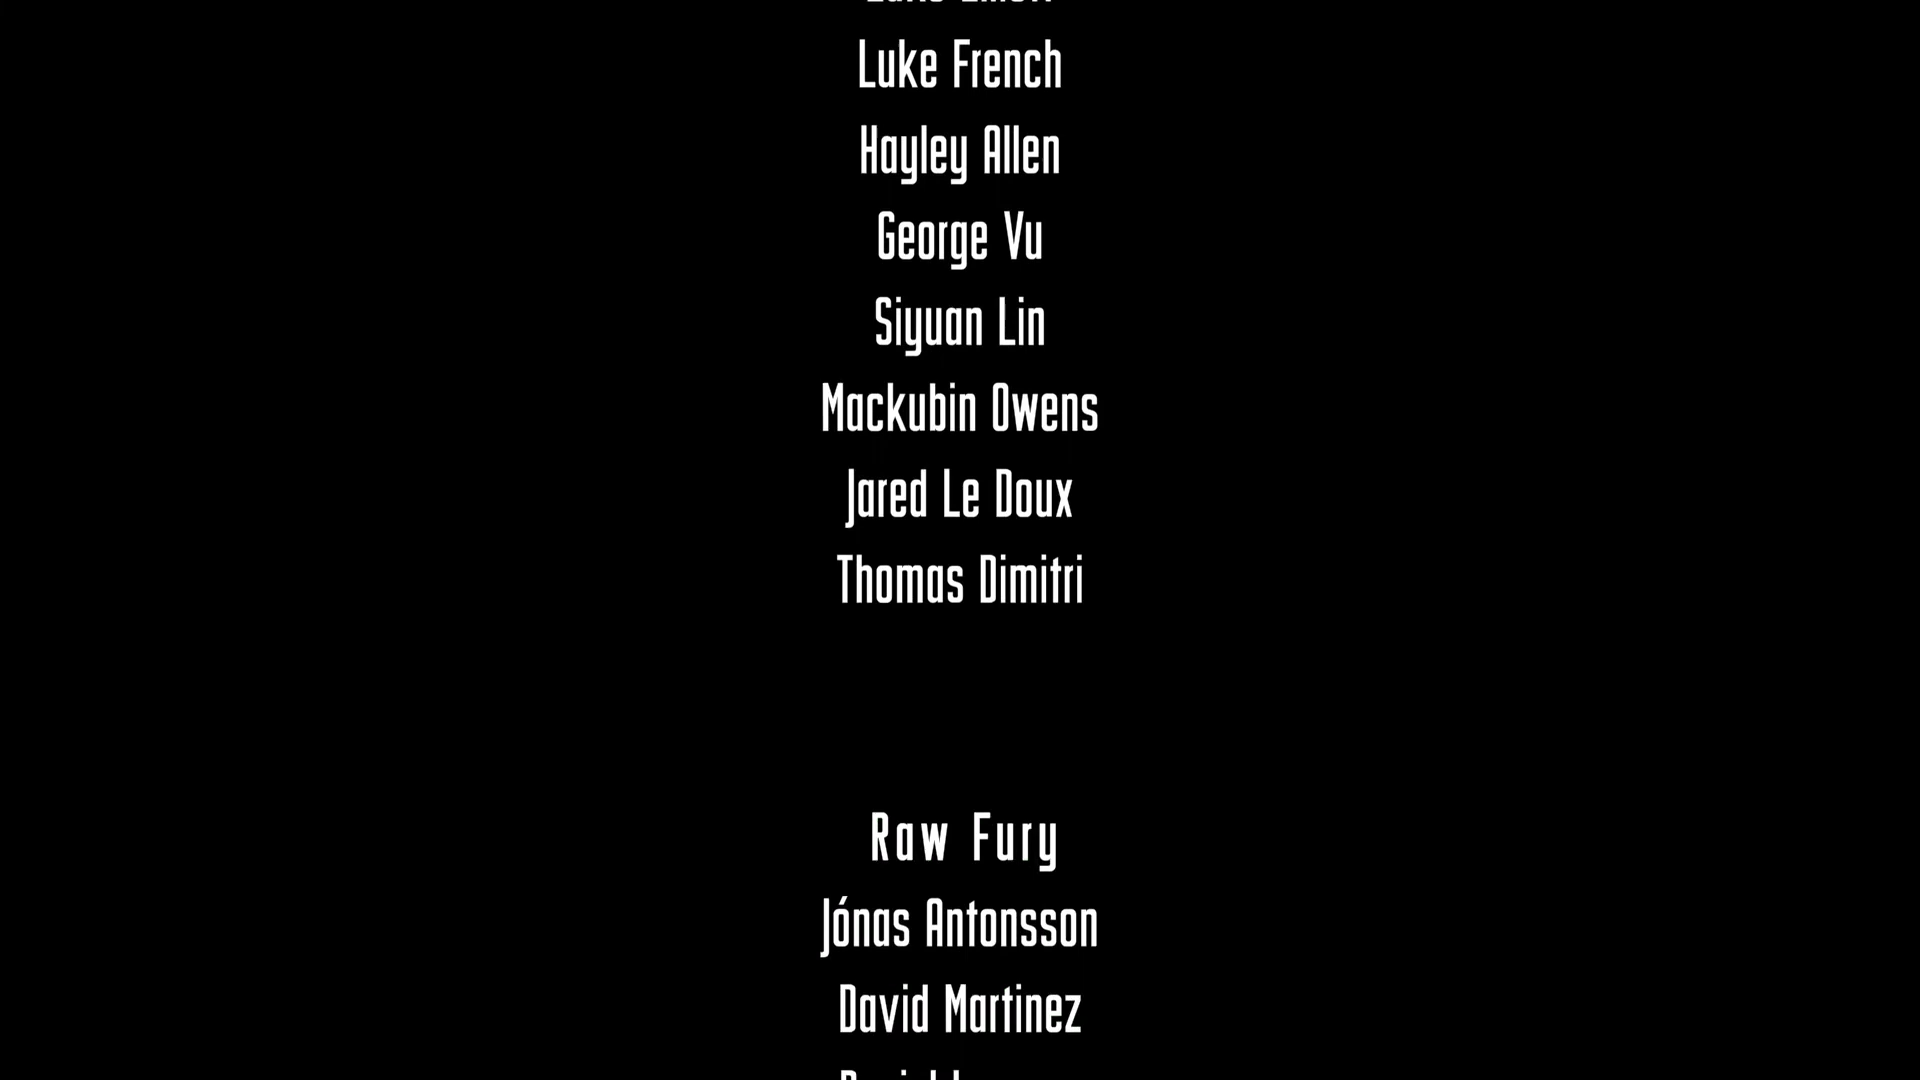 Luke French
Hayley Allen
George Vu
Siyuan Lin
Mackubin Owens
Jared Le Doux
Thomas Dimitri
Raw Fury
Jónas Antonsson
David Martinez